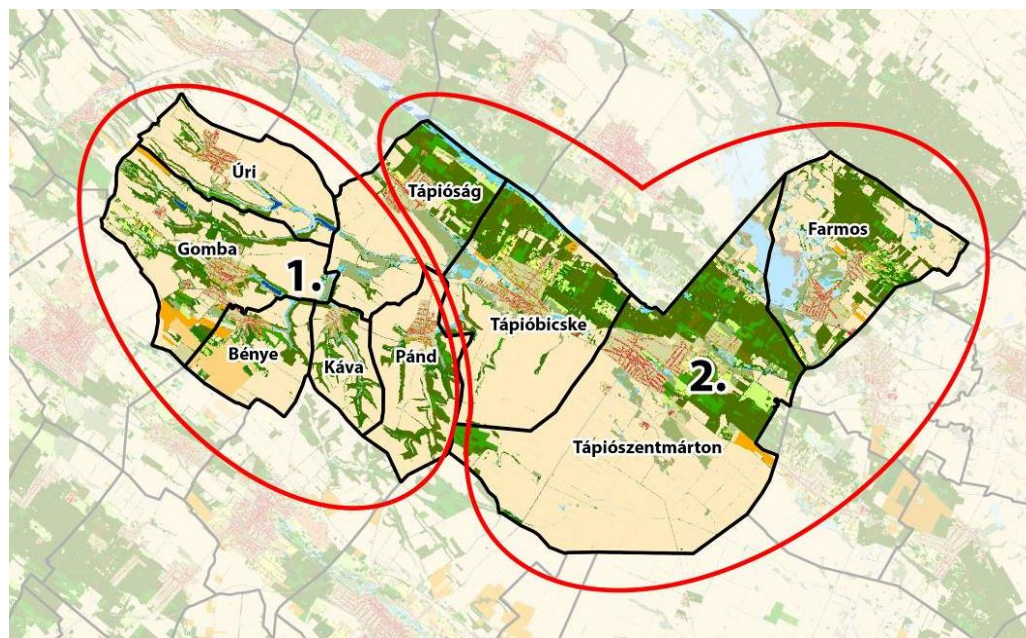 Úri
Tápióság
Farmos
Gomba
1.
Tápióbicske
Bénye
Káva
Pánd
2.
Tápiószentmárton